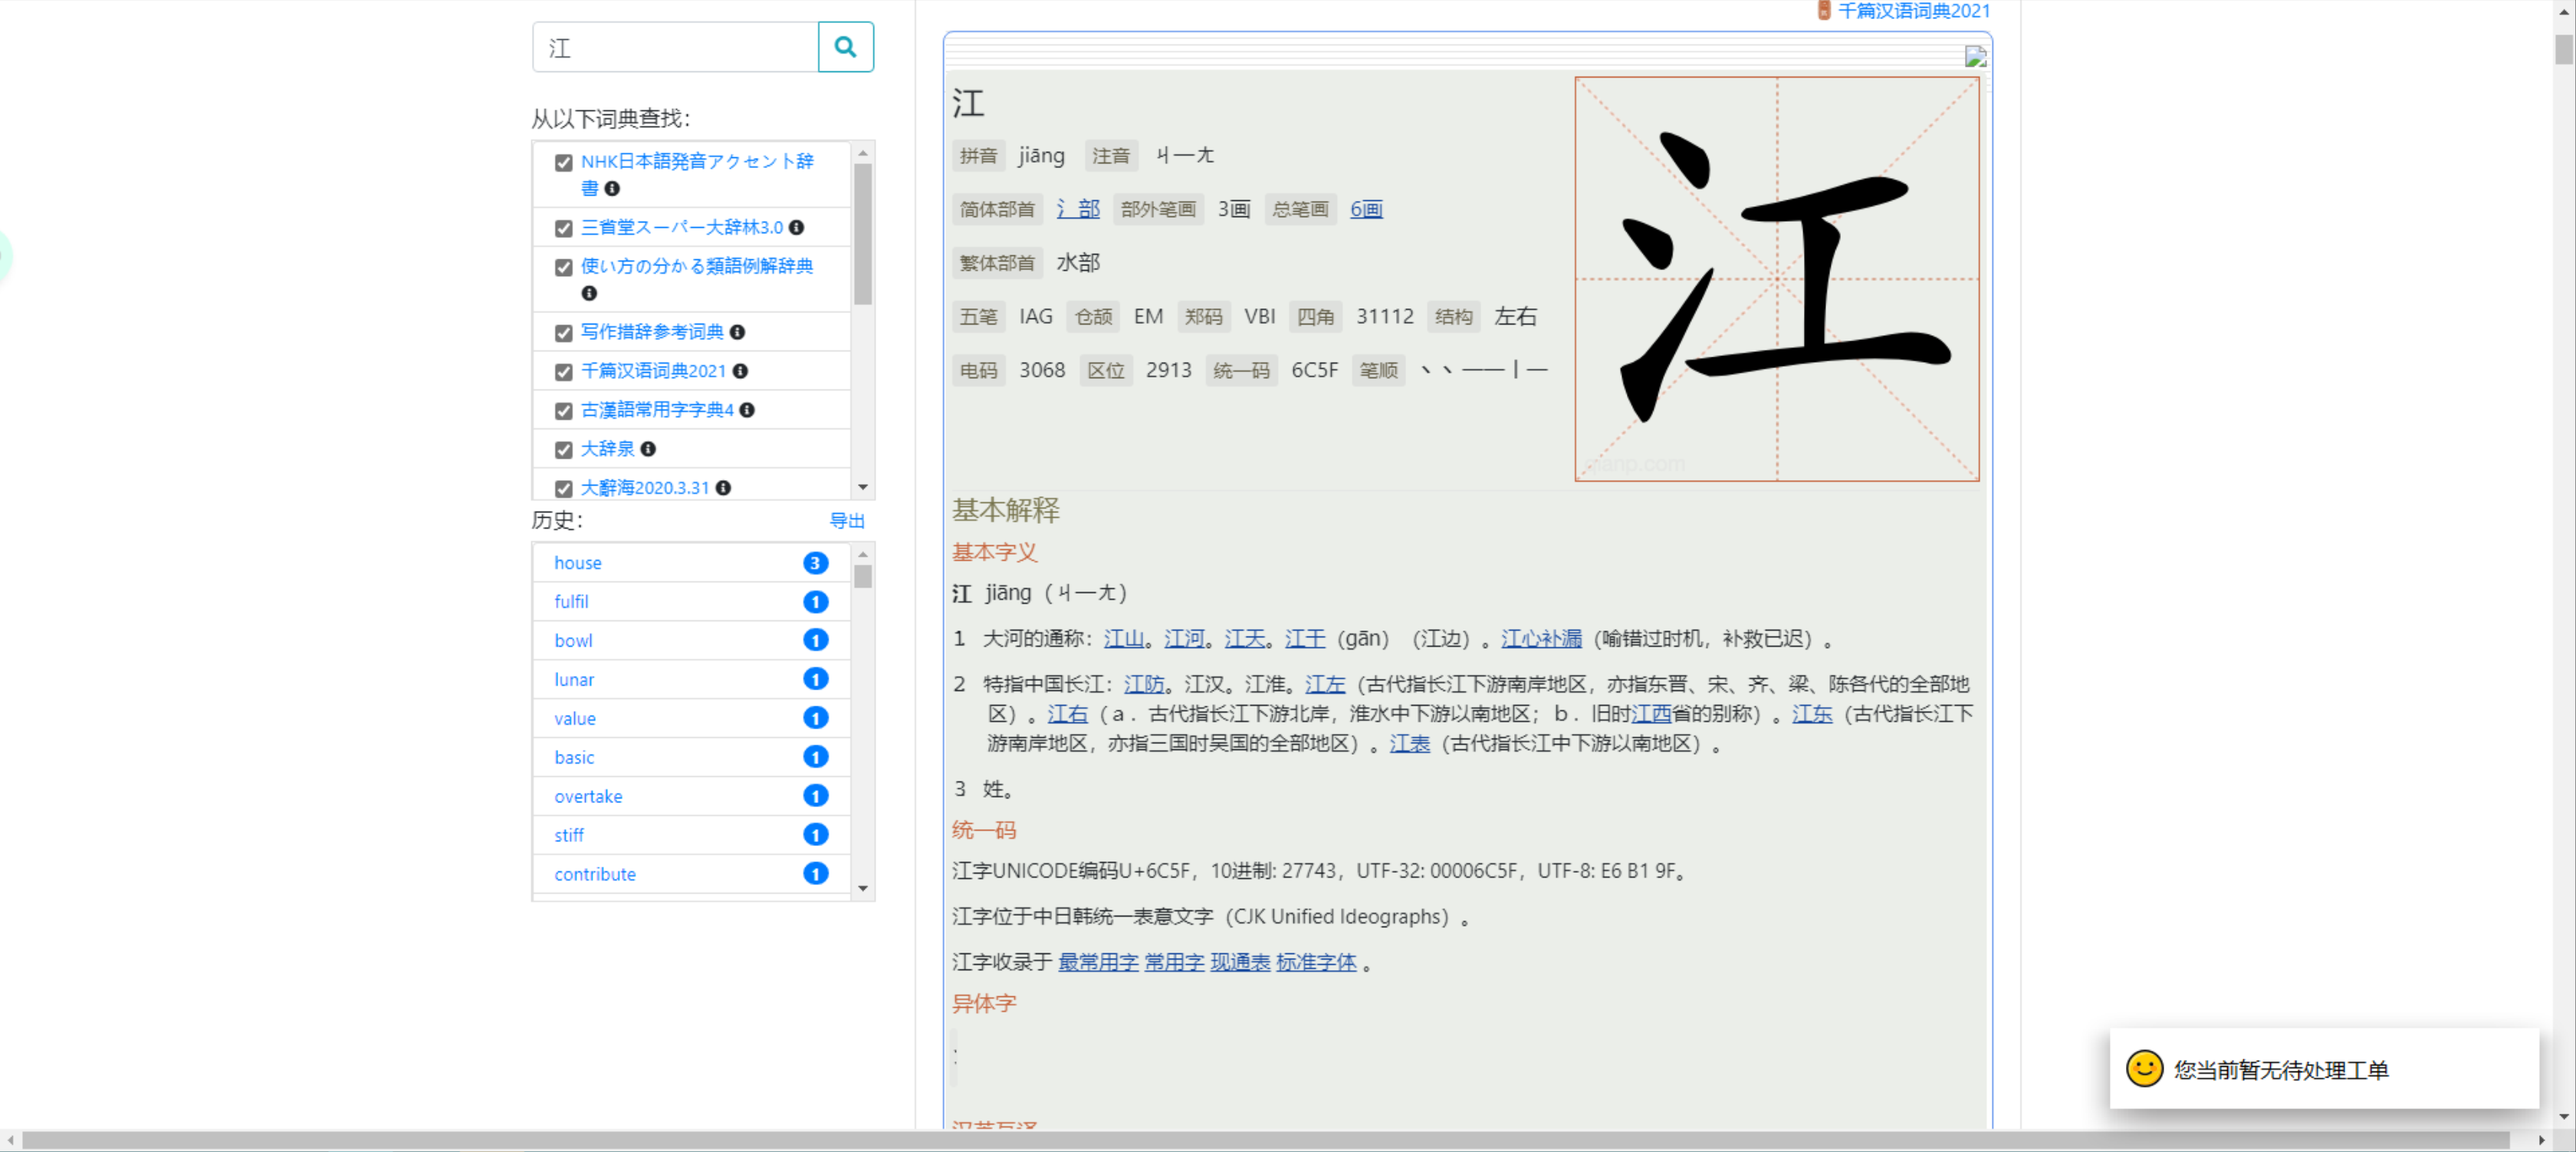 江
从以下词典查找：
NHK日本語発音アクセント辞
書
三省堂スーパー大辞林3.0
使い方の分かる類語例解辞典
写作措辞参考词典
千篇汉语词典2021
古漢語常用字字典4
大辞泉
大辭海2020.3.31
历史： 导出
house 3
fulfil 1
bowl 1
lunar 1
value 1
basic 1
overtake 1
stiff 1
contribute 1
千篇汉语词典2021
江
拼音 jiāng 注音 ㄐ一ㄤ
简体部首 氵部 部外笔画 3画 总笔画 6画
繁体部首 水部
五笔 IAG 仓颉 EM 郑码 VBI 四角 31112 结构 左右
电码 3068 区位 2913 统一码 6C5F 笔顺 丶丶一一丨一
江
qianp.com
基本解释
基本字义
江 jiāng（ㄐ一ㄤ）
1 大河的通称：江山。江河。江天。江干（gān）（江边）。江心补漏（喻错过时机，补救已迟）。
2 特指中国长江：江防。江汉。江淮。江左（古代指长江下游南岸地区，亦指东晋、宋、齐、梁、陈各代的全部地
区）。江右（ａ．古代指长江下游北岸，淮水中下游以南地区；ｂ．旧时江西省的别称）。江东（古代指长江下
游南岸地区，亦指三国时吴国的全部地区）。江表（古代指长江中下游以南地区）。
3 姓。
统一码
江字UNICODE编码U+6C5F，10进制: 27743，UTF-32: 00006C5F，UTF-8: E6 B1 9F。
江字位于中日韩统一表意文字（CJK Unified Ideographs）。
江字收录于 最常用字 常用字 现通表 标准字体 。
异体字
:
汉英互译
您当前暂无待处理工单